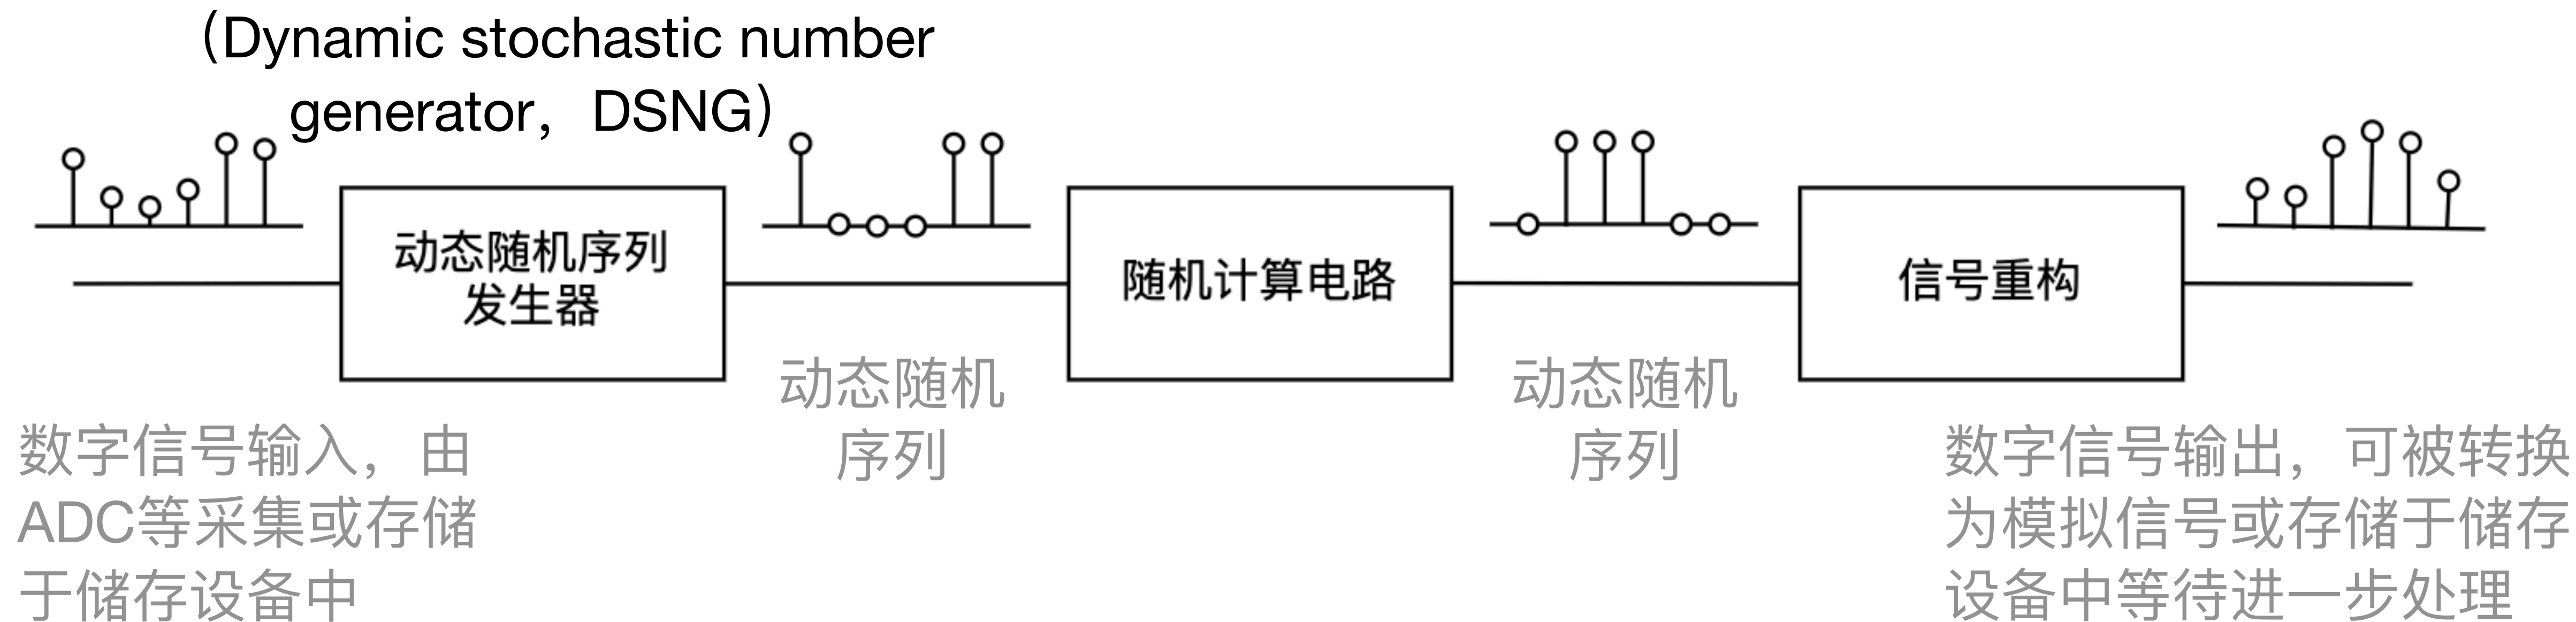 (Dynamic stochastic number
generator，DSNG)
动态随机序列
发生器
随机计算电路
信号重构
动态随机
序列
动态随机
序列
数字信号输入，由
ADC等采集或存储
于储存设备中
数字信号输出，可被转换
为模拟信号或存储于储存
设备中等待进一步处理